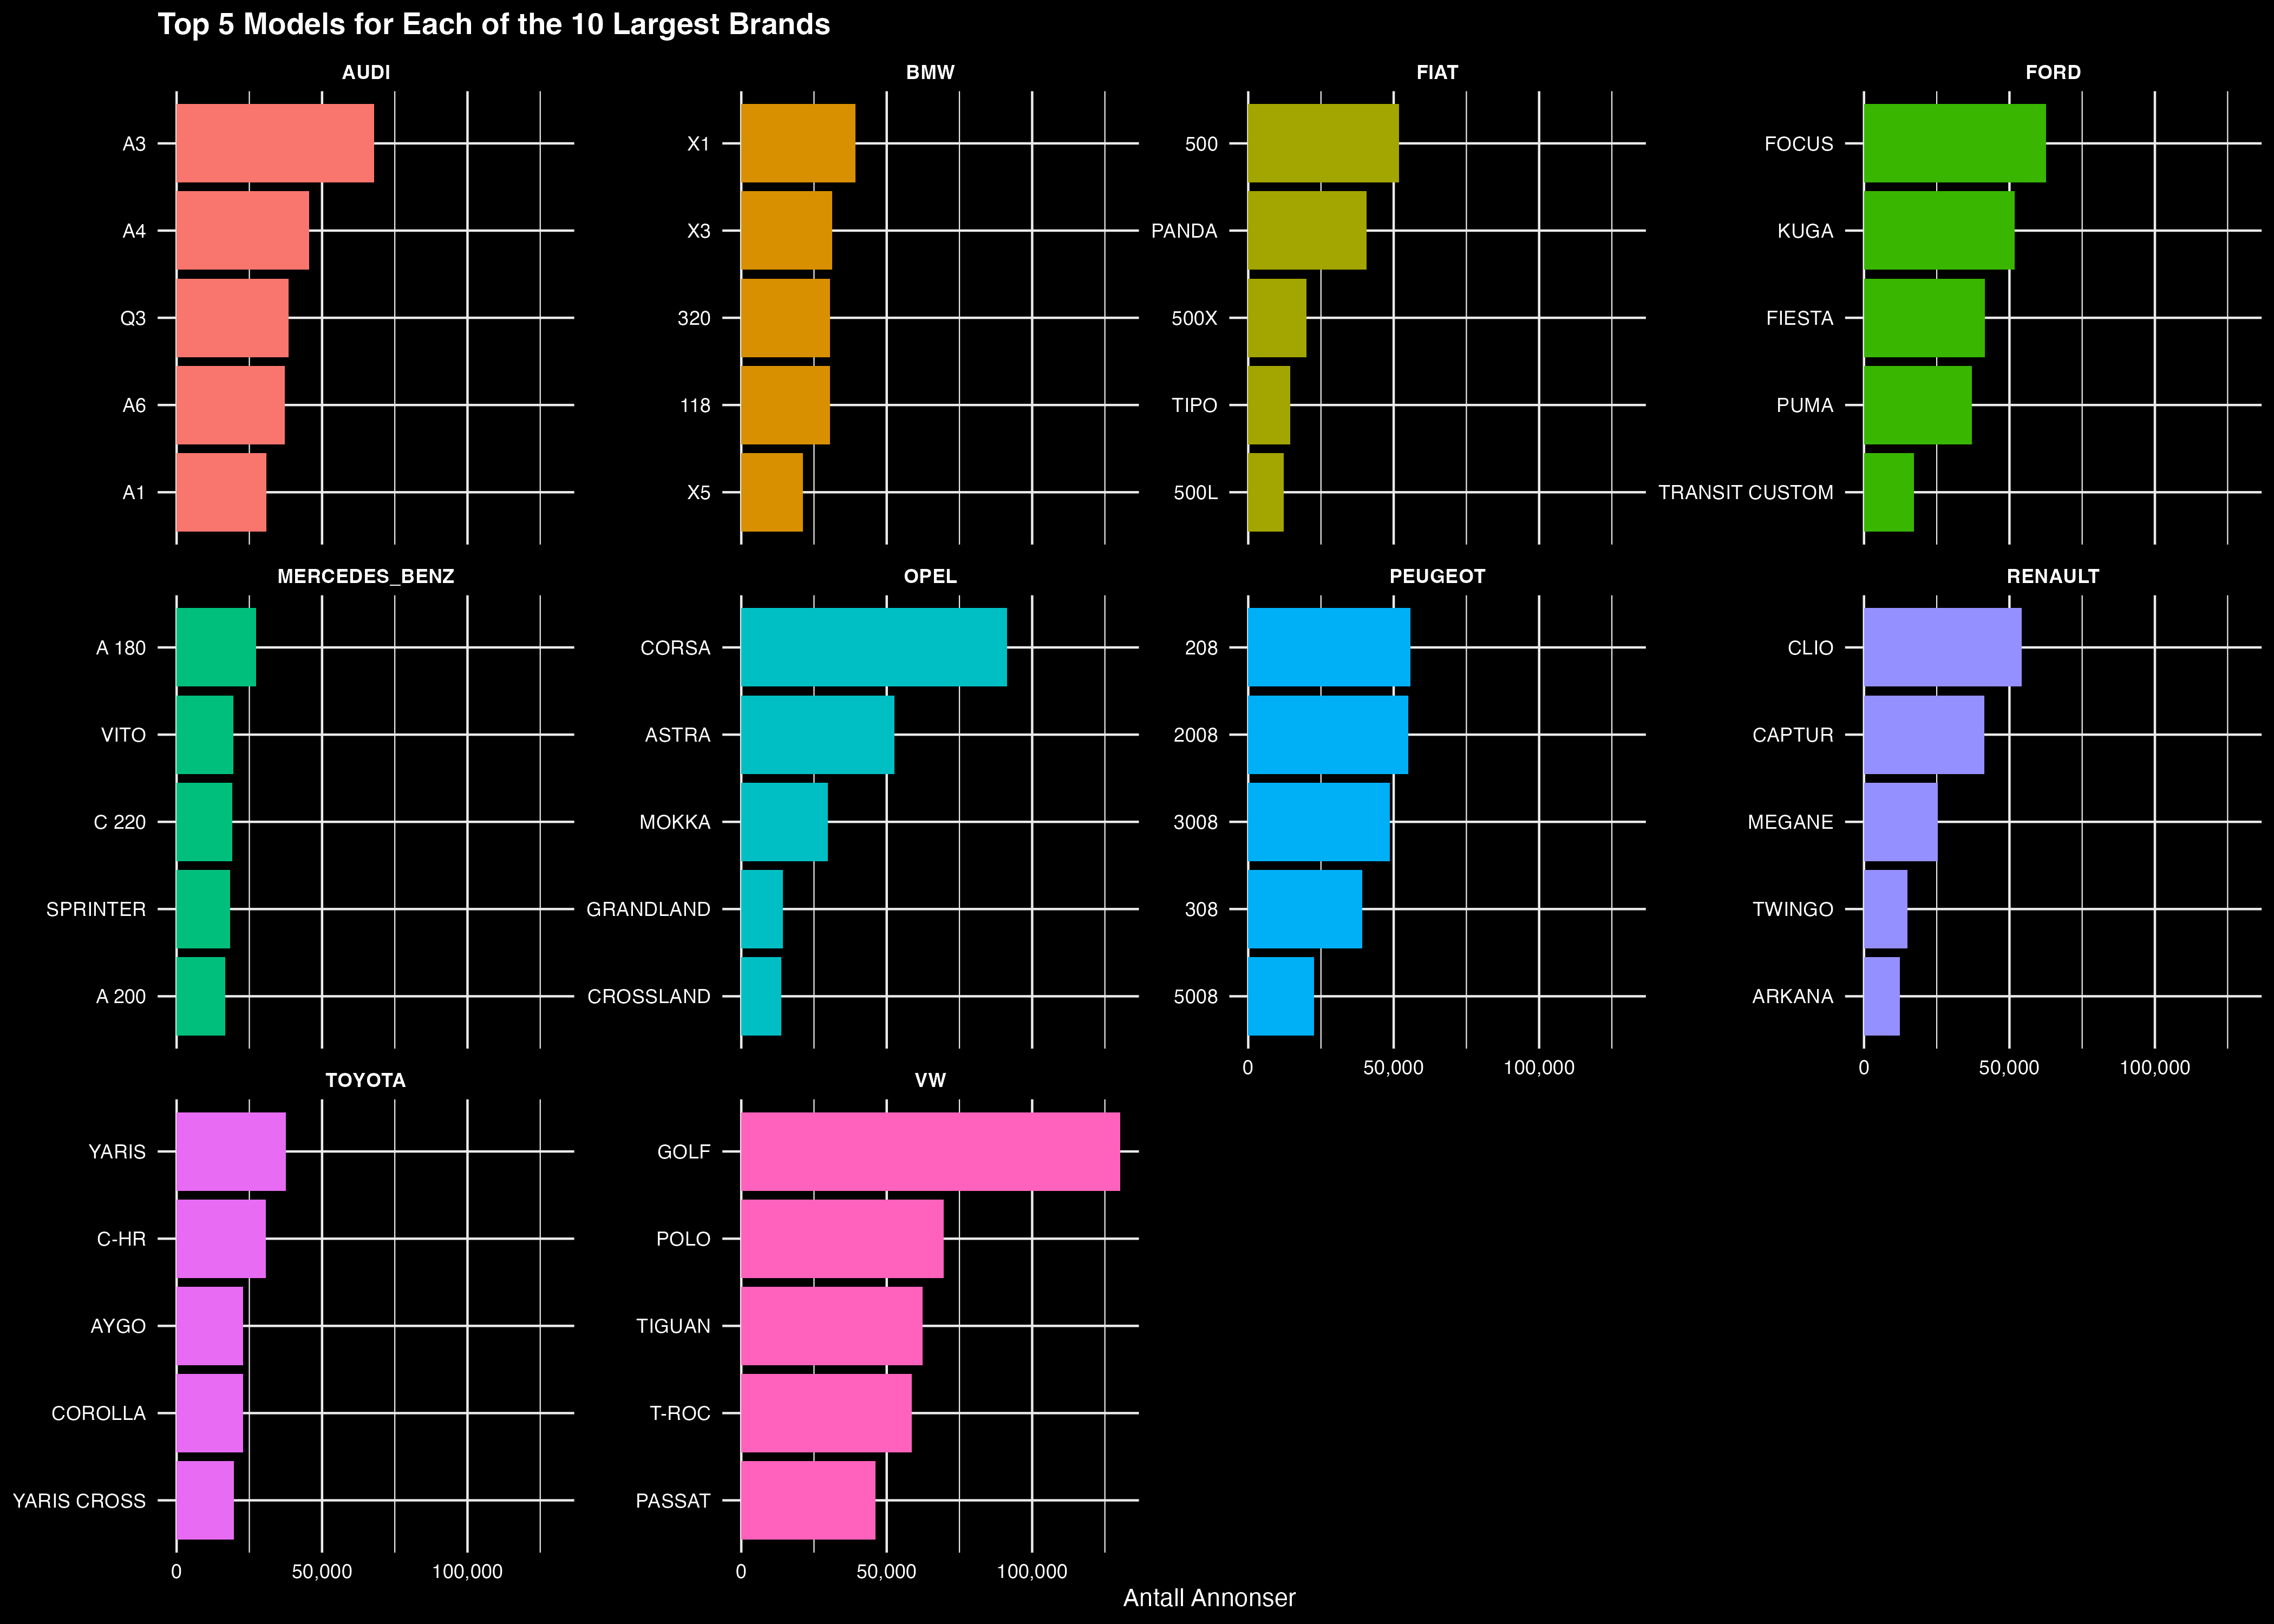 Top 5 Models for Each of the 10 Largest Brands
AUDI
A3
A4
Q3
A6
A1
BMW
X1
X3
320
118
X5
FIAT
500
PANDA
500X
TIPO
500L
FORD
FOCUS
KUGA
FIESTA
PUMA
TRANSIT CUSTOM
MERCEDES_BENZ
A 180
VITO
C 220
SPRINTER
A 200
OPEL
CORSA
ASTRA
MOKKA
GRANDLAND
CROSSLAND
PEUGEOT
208
2008
3008
308
5008
0 50,000 100,000
RENAULT
CLIO
CAPTUR
MEGANE
TWINGO
ARKANA
0 50,000 100,000
TOYOTA
YARIS
C-HR
AYGO
COROLLA
YARIS CROSS
0 50,000 100,000
VW
GOLF
POLO
TIGUAN
T-ROC
PASSAT
0 50,000 100,000
Antall Annonser